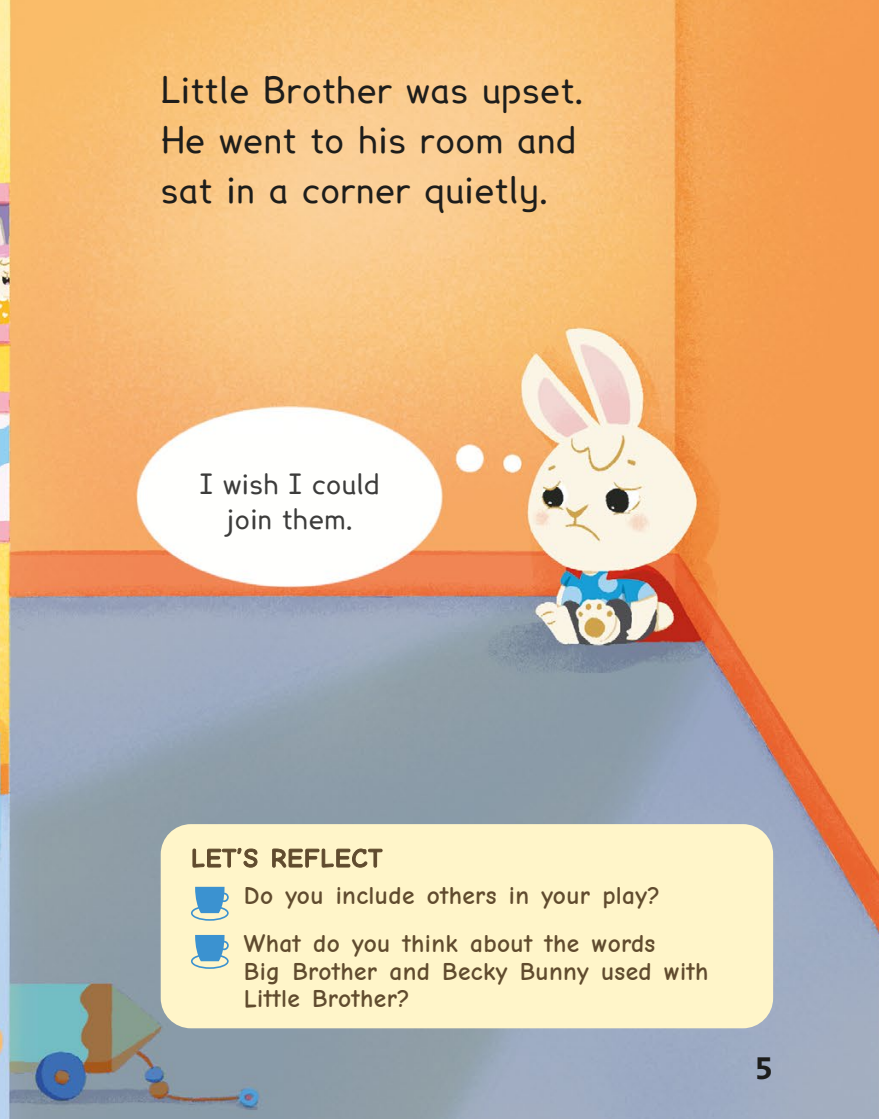 Little Brother was upset.
He went to his room and
sat in a corner quietly.
I wish I could
join them.
LET'S REFLECT
Do you include others in your play?
What do you think about the words
Big Brother and Becky Bunny used with
Little Brother?
5